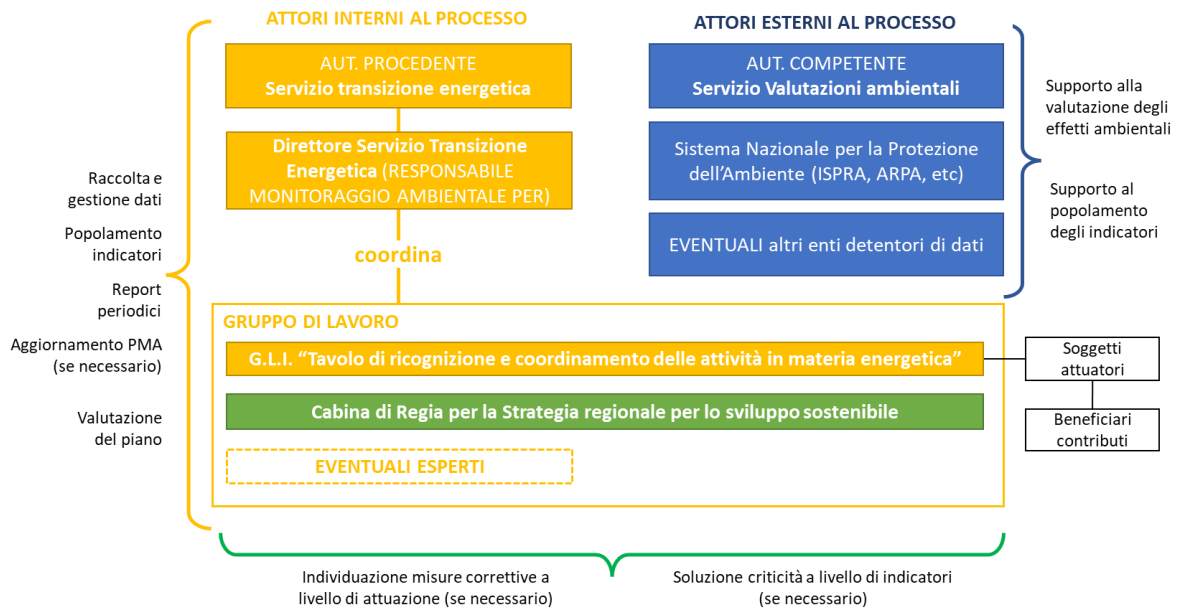 ATTORI INTERNI AL PROCESSO
AUT. PROCEDENTE
Servizio transizione energetica
Direttore Servizio Transizione
Energetica (RESPONSABILE
MONITORAGGIO AMBIENTALE PER)
coordina
ATTORI ESTERNI AL PROCESSO
AUT. COMPETENTE
Servizio Valutazioni ambientali
Sistema Nazionale per la Protezione
dell’Ambiente (ISPRA, ARPA, etc)
EVENTUALI altri enti detentori di dati
Supporto alla
valutazione degli
effetti ambientali
Supporto al
popolamento
degli indicatori
Raccolta e
gestione dati
Popolamento
indicatori
Report
periodici
Aggiornamento PMA
(se necessario)
Valutazione
del piano
GRUPPO DI LAVORO
G.L.I. “Tavolo di ricognizione e coordinamento delle attività in materia energetica”
Cabina di Regia per la Strategia regionale per lo sviluppo sostenibile
EVENTUALI ESPERTI
Soggetti
attuatori
Beneficiari
contributi
Individuazione misure correttive a
livello di attuazione (se necessario)
Soluzione criticità a livello di indicatori
(se necessario)